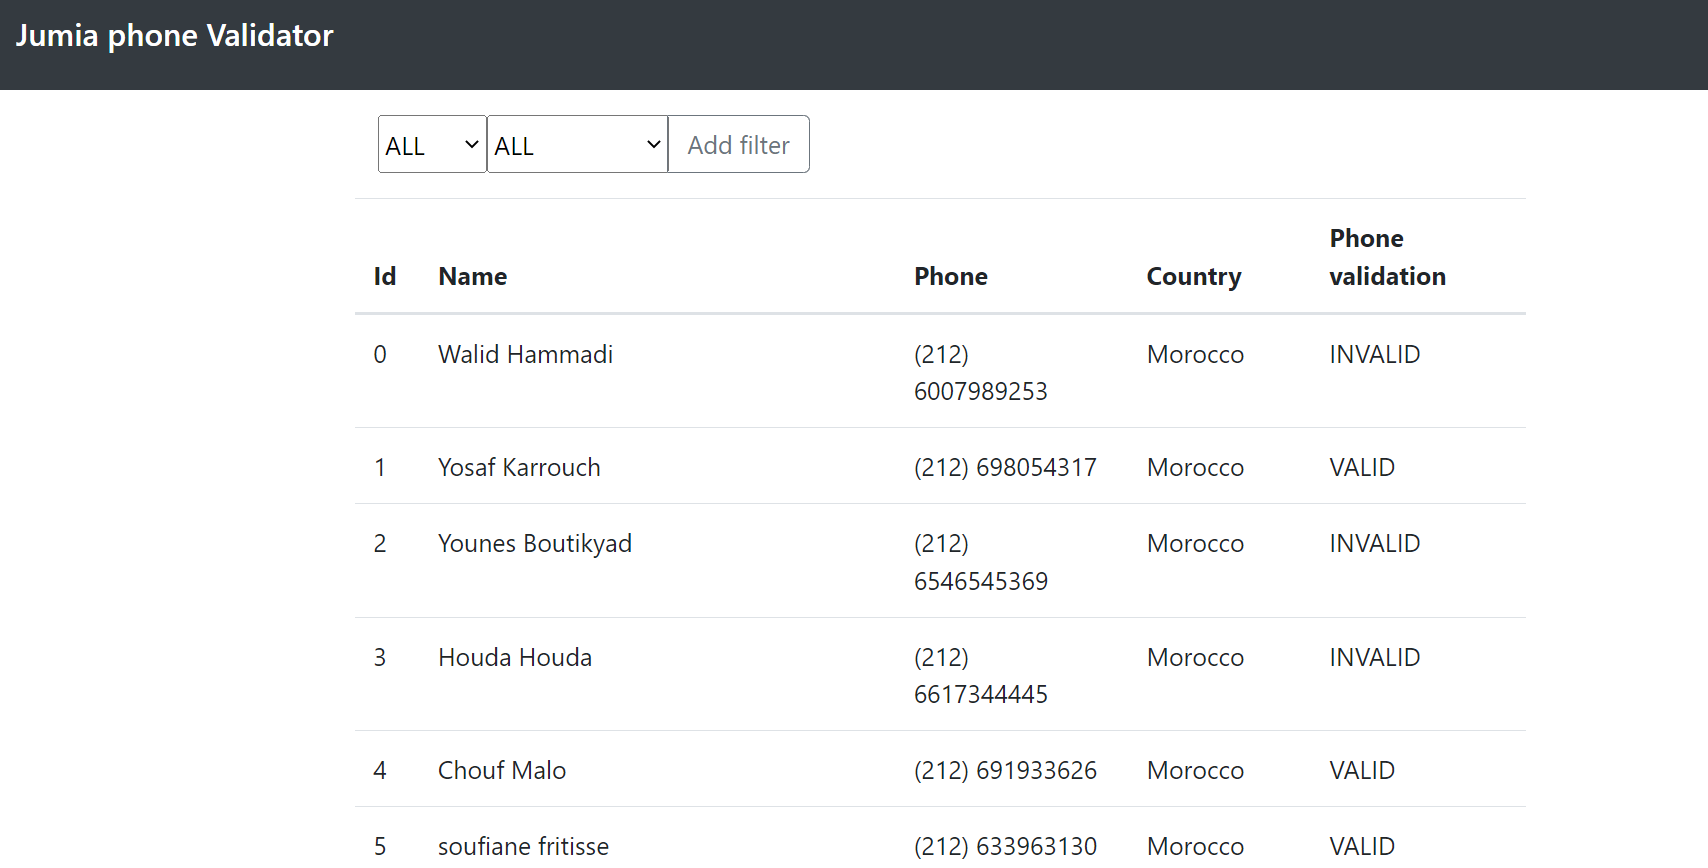 Jumia phone Validator
ALL ALL Add filter
Id Name Phone Country Phone validation
0 Walid Hammadi (212) 6007989253 Morocco INVALID
1 Yosaf Karrouch (212) 698054317 Morocco VALID
2 Younes Boutikyad (212) 6546545369 Morocco INVALID
3 Houda Houda (212) 6617344445 Morocco INVALID
4 Chouf Malo (212) 691933626 Morocco VALID
5 soufiane fritisse (212) 633963130 Morocco VALID